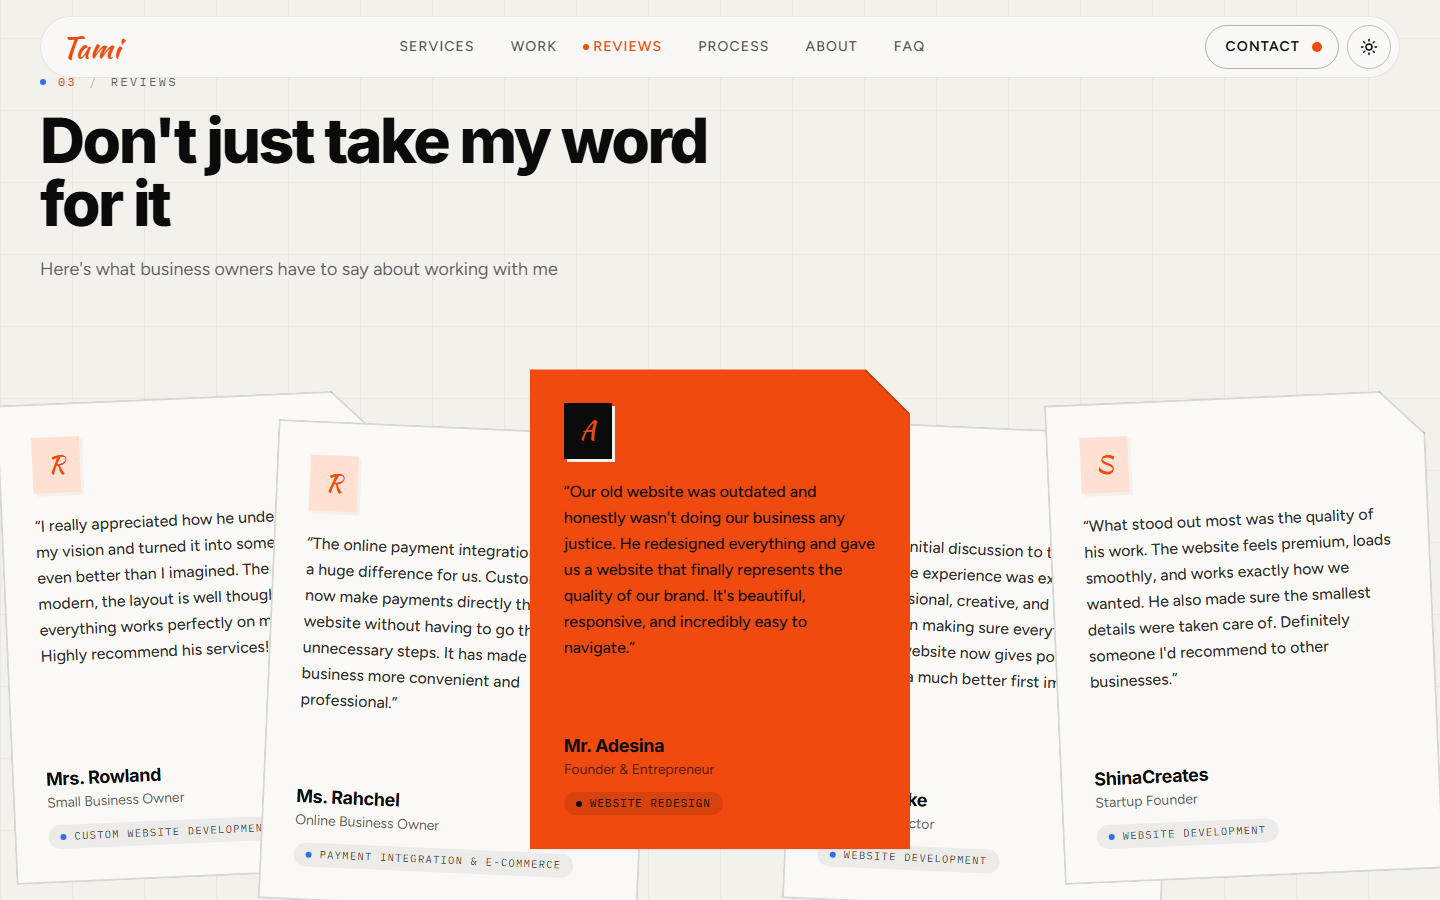 Tami
SERVICES
WORK
REVIEWS
PROCESS
ABOUT
FAQ
CONTACT
03 / REVIEWS
Don't just take my word
for it
Here's what business owners have to say about working with me
R
“I really appreciated how he unde
my vision and turned it into some
even better than I imagined. The
modern, the layout is well though
everything works perfectly on m
Highly recommend his services!
Mrs. Rowland
Small Business Owner
CUSTOM WEBSITE DEVELOPMEN
R
“The online payment integratio
a huge difference for us. Custo
now make payments directly th
website without having to go th
unnecessary steps. It has made
business more convenient and
professional.”
Ms. Rahchel
Online Business Owner
PAYMENT INTEGRATION & E-COMMERCE
A
“Our old website was outdated and
honestly wasn't doing our business any
justice. He redesigned everything and gave
us a website that finally represents the
quality of our brand. It's beautiful,
responsive, and incredibly easy to
navigate.”
Mr. Adesina
Founder & Entrepreneur
WEBSITE REDESIGN
nitial discussion to t
e experience was ex
sional, creative, and
n making sure every
ebsite now gives po
a much better first im
ke
ctor
WEBSITE DEVELOPMENT
S
“What stood out most was the quality of
his work. The website feels premium, loads
smoothly, and works exactly how we
wanted. He also made sure the smallest
details were taken care of. Definitely
someone I'd recommend to other
businesses.”
ShinaCreates
Startup Founder
WEBSITE DEVELOPMENT